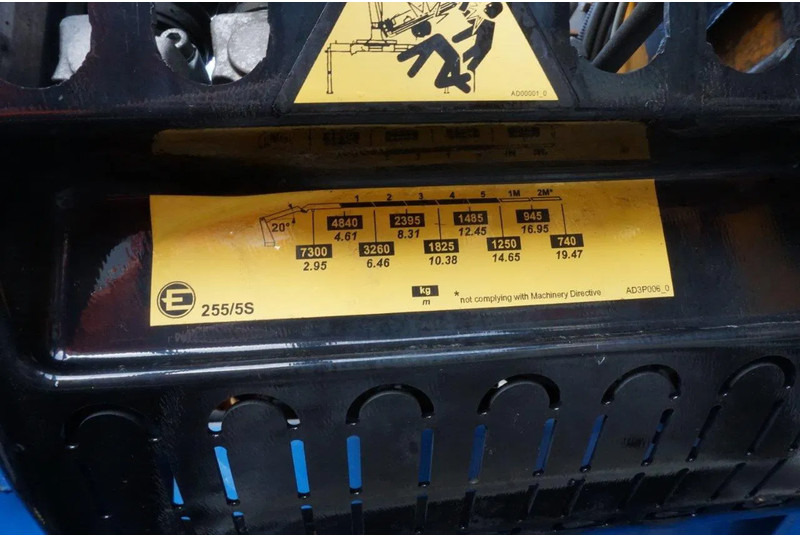 AD00001_0
1 2 3 4 5 1M 2M*
20°
4840 2395 1485 945
4.61 8.31 12.45 16.95
7300 3260 1825 1250 740
2.95 6.46 10.38 14.65 19.47
kg
m
* not complying with Machinery Directive
AD3P006_0
E 255/5S